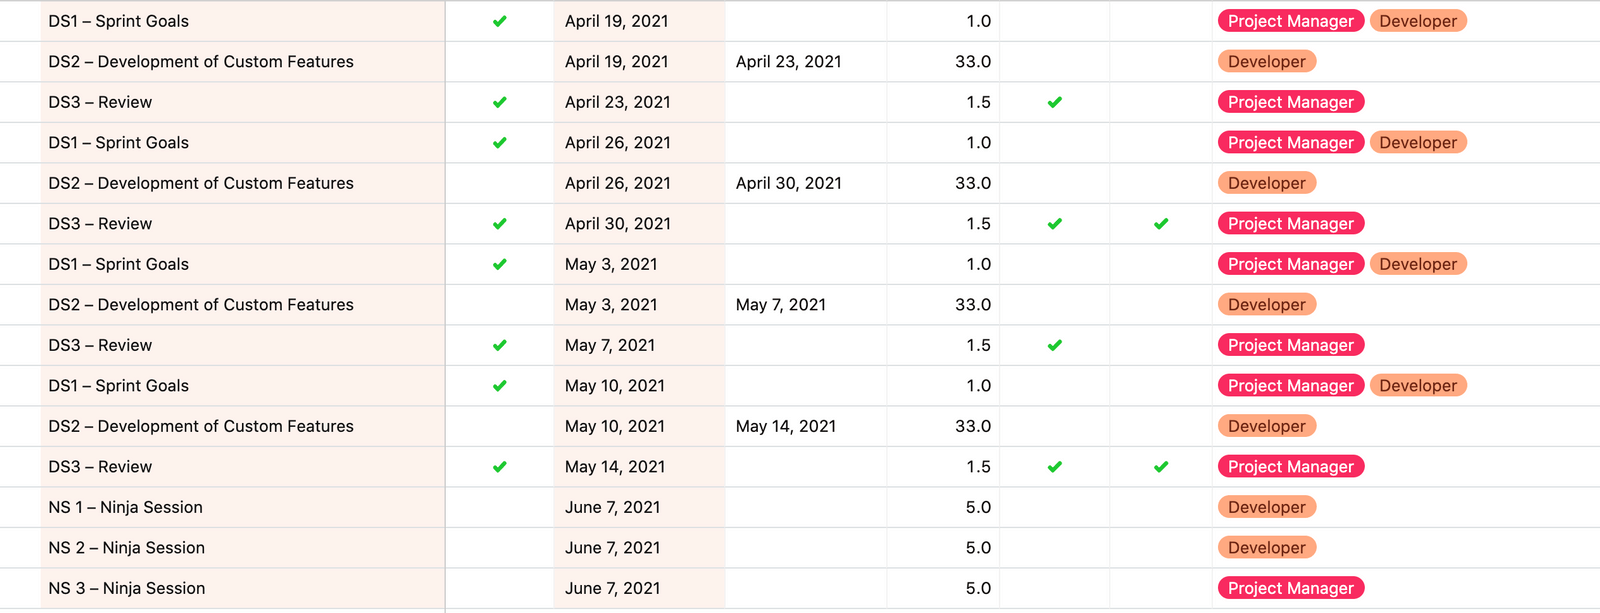 DS1 – Sprint Goals ✔ April 19, 2021 1.0 Project Manager Developer
DS2 – Development of Custom Features April 19, 2021 April 23, 2021 33.0 Developer
DS3 – Review ✔ April 23, 2021 1.5 ✔ Project Manager
DS1 – Sprint Goals ✔ April 26, 2021 1.0 Project Manager Developer
DS2 – Development of Custom Features April 26, 2021 April 30, 2021 33.0 Developer
DS3 – Review ✔ April 30, 2021 1.5 ✔ ✔ Project Manager
DS1 – Sprint Goals ✔ May 3, 2021 1.0 Project Manager Developer
DS2 – Development of Custom Features May 3, 2021 May 7, 2021 33.0 Developer
DS3 – Review ✔ May 7, 2021 1.5 ✔ Project Manager
DS1 – Sprint Goals ✔ May 10, 2021 1.0 Project Manager Developer
DS2 – Development of Custom Features May 10, 2021 May 14, 2021 33.0 Developer
DS3 – Review ✔ May 14, 2021 1.5 ✔ ✔ Project Manager
NS 1 – Ninja Session June 7, 2021 5.0 Developer
NS 2 – Ninja Session June 7, 2021 5.0 Developer
NS 3 – Ninja Session June 7, 2021 5.0 Project Manager